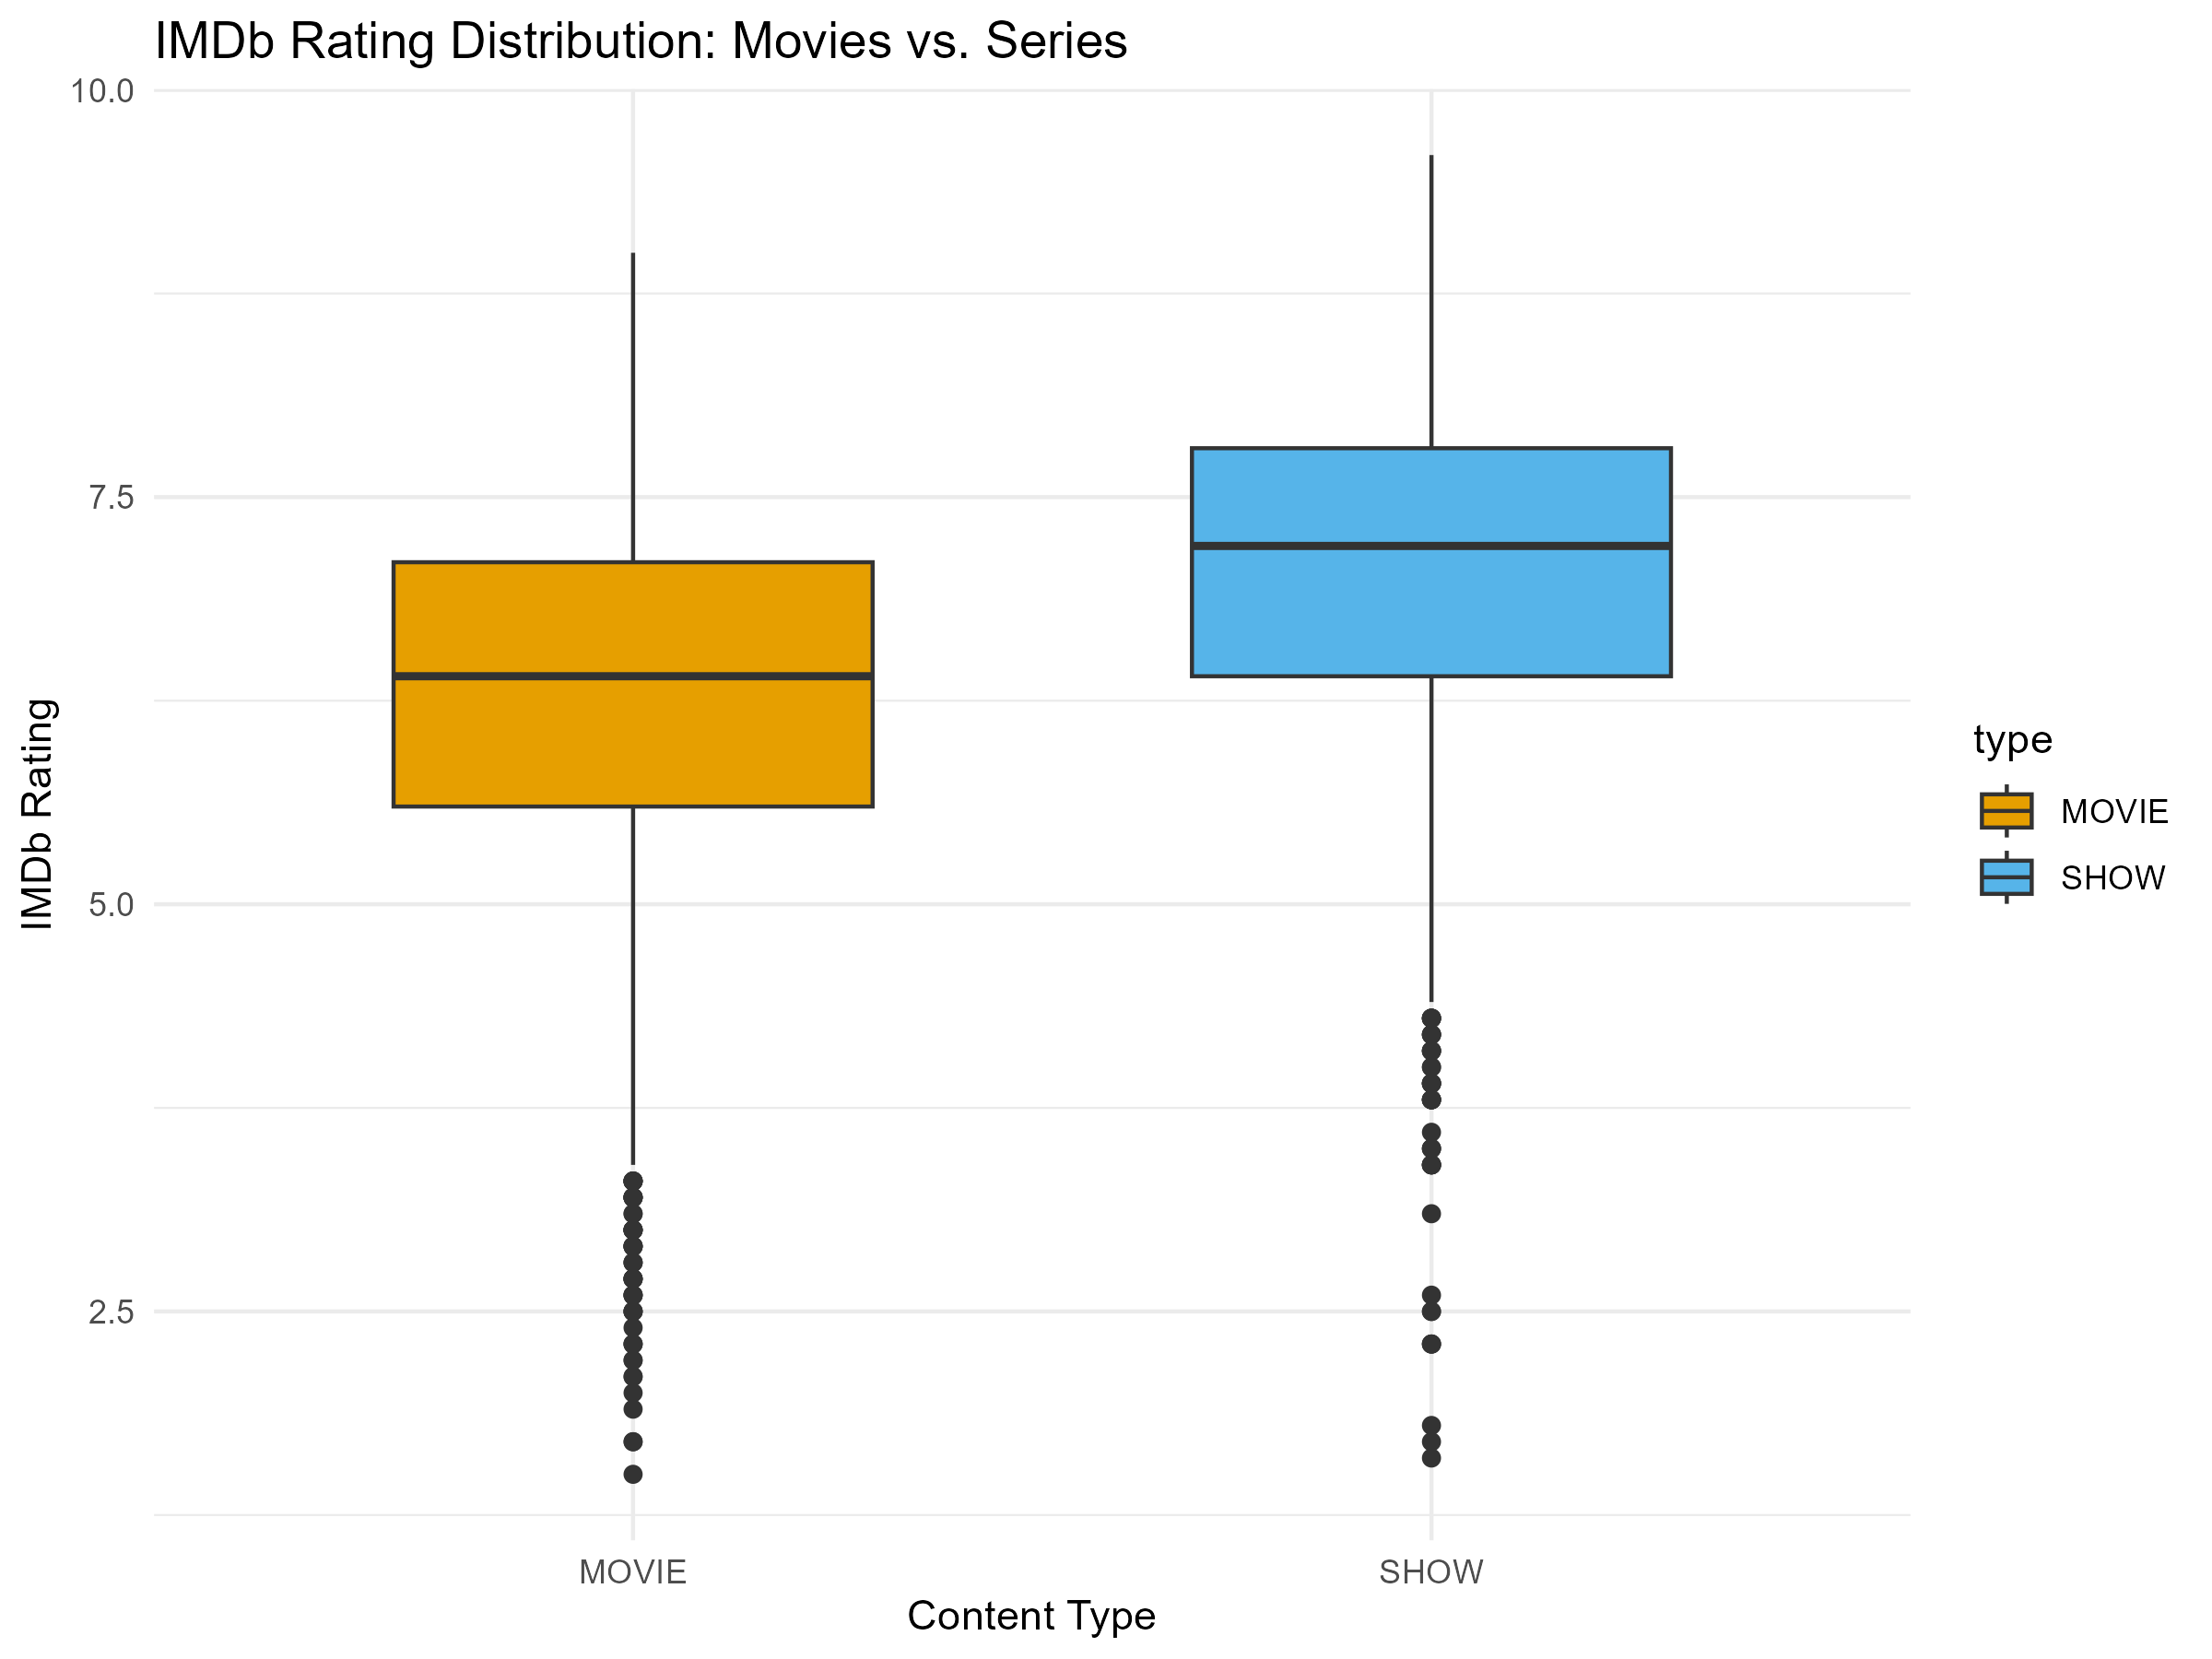 IMDb Rating Distribution: Movies vs. Series
10.0
7.5
5.0
2.5
IMDb Rating
MOVIE
SHOW
Content Type
type
MOVIE
SHOW